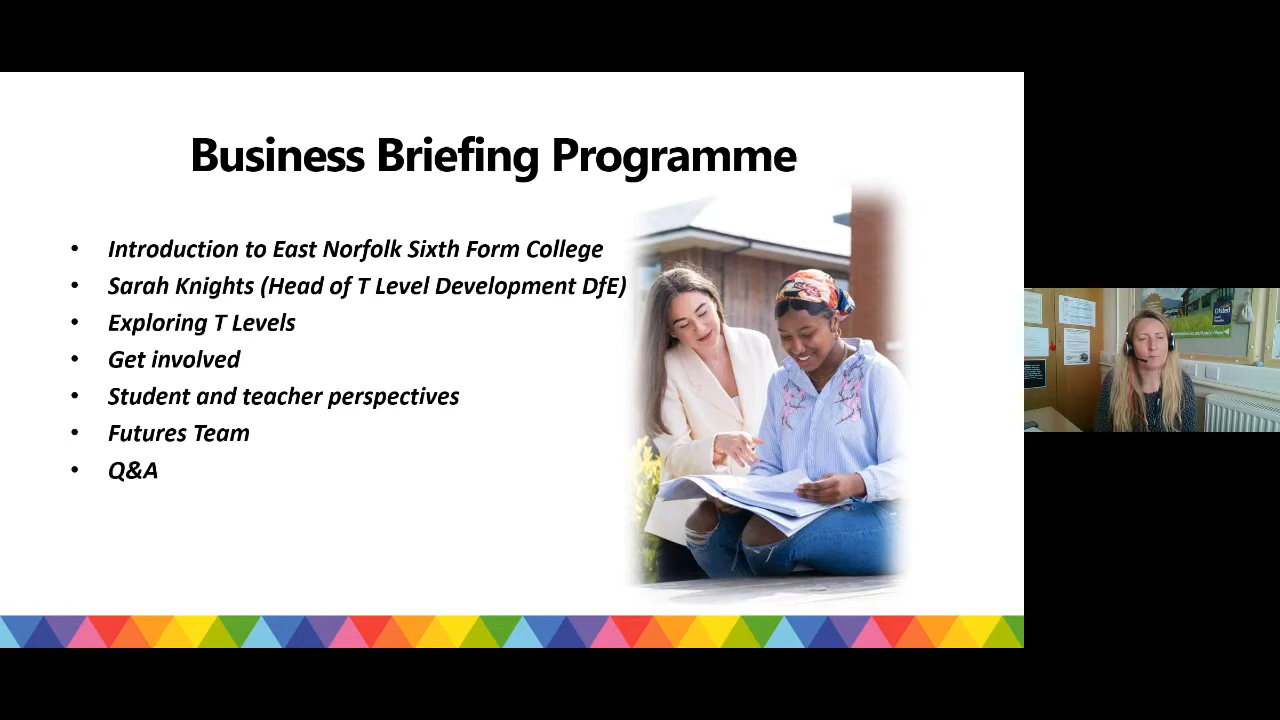 Business Briefing Programme
• Introduction to East Norfolk Sixth Form College
• Sarah Knights (Head of T Level Development DfE)
• Exploring T Levels
• Get involved
• Student and teacher perspectives
• Futures Team
• Q&A
Ofsted